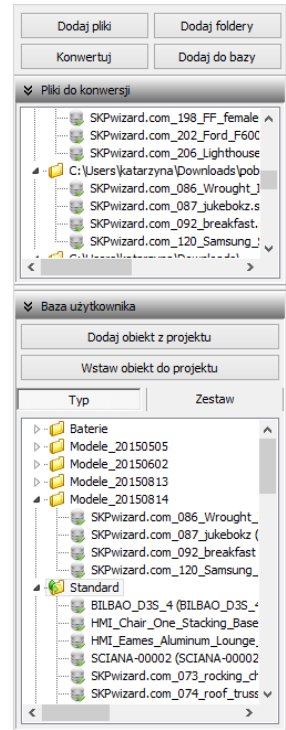 Dodaj pliki
Dodaj foldery
Konwertuj
Dodaj do bazy
Pliki do konwersji
SKPwizard.com_198_FF_female
SKPwizard.com_202_Ford_F600
SKPwizard.com_206_Lighthouse
C:\Users\katarzyna\Downloads\pob
SKPwizard.com_086_Wrought_I
SKPwizard.com_087_jukebokz.s
SKPwizard.com_092_breakfast.
SKPwizard.com_120_Samsung_S
C:\Users\katarzyna\Downloads\
Baza użytkownika
Dodaj obiekt z projektu
Wstaw obiekt do projektu
Typ
Zestaw
Baterie
Modele_20150505
Modele_20150602
Modele_20150813
Modele_20150814
SKPwizard.com_086_Wrought_
SKPwizard.com_087_jukebokz (
SKPwizard.com_092_breakfast
SKPwizard.com_120_Samsung_
Standard
BILBAO_D3S_4 (BILBAO_D3S_4
HMI_Chair_One_Stacking_Base
HMI_Eames_Aluminum_Lounge_
SCIANA-00002 (SCIANA-00002
SKPwizard.com_073_rocking_ch
SKPwizard.com_074_roof_truss